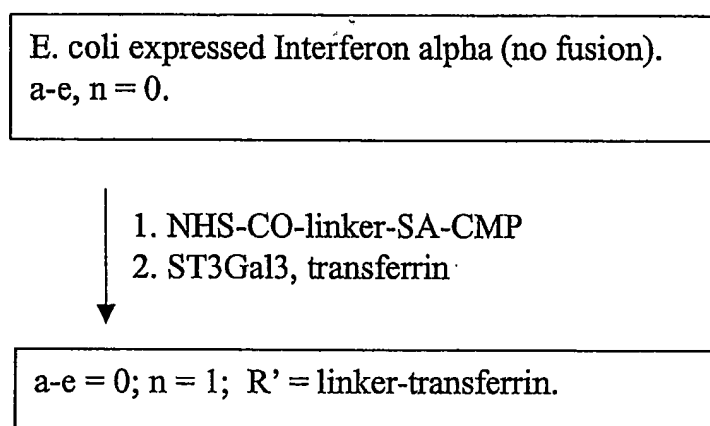 E. coli expressed Interferon alpha (no fusion).
a-e, n = 0.
1. NHS-CO-linker-SA-CMP
2. ST3Gal3, transferrin
a-e = 0; n = 1; R’ = linker-transferrin.